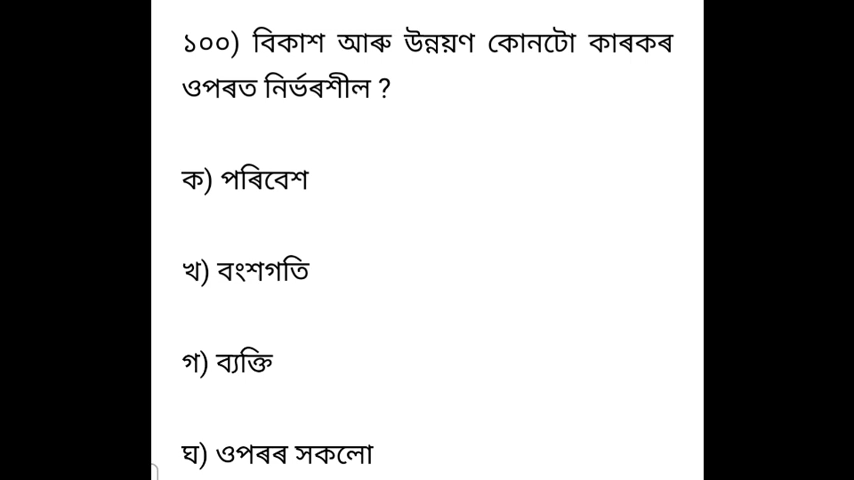 ১০০) বিকাশ আৰু উন্নয়ণ কোনটো কাৰকৰ
ওপৰত নিৰ্ভৰশীল ?
ক) পৰিবেশ
খ) বংশগতি
গ) ব্যক্তি
ঘ) ওপৰৰ সকলো